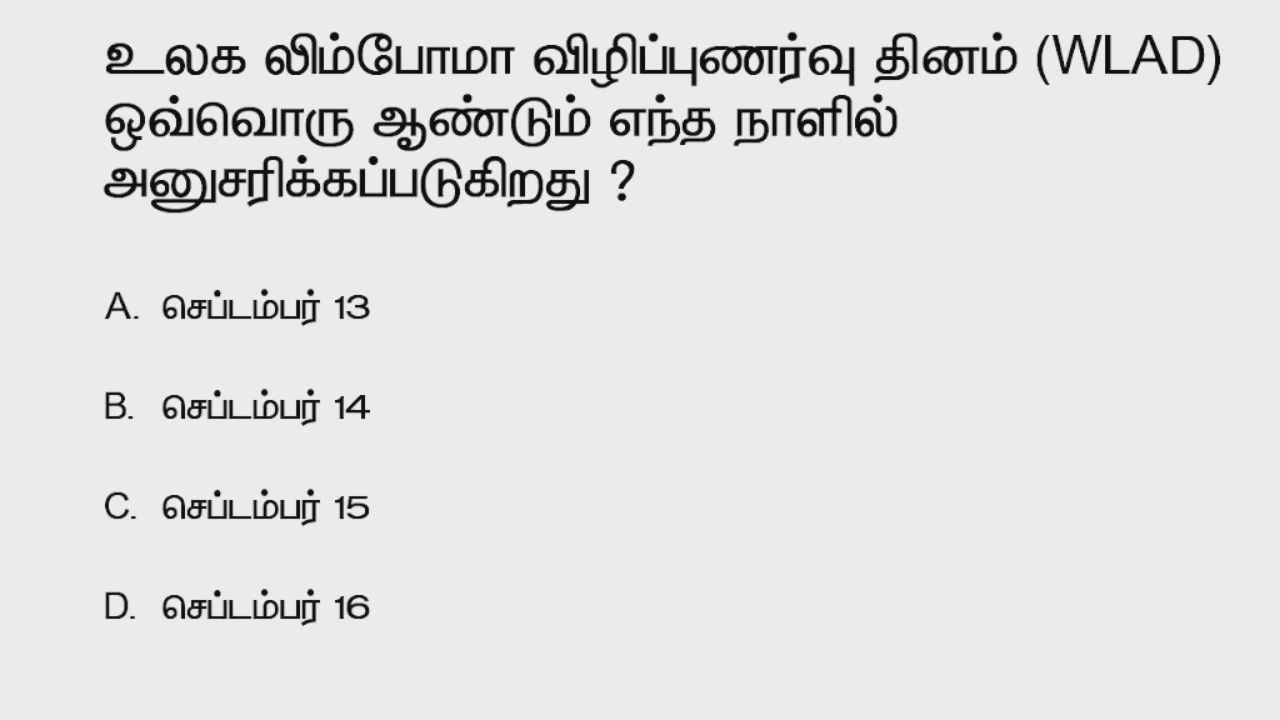 உலக லிம்போமா விழிப்புணர்வு தினம் (WLAD)
ஒவ்வொரு ஆண்டும் எந்த நாளில்
அனுசரிக்கப்படுகிறது ?
A. செப்டம்பர் 13
B. செப்டம்பர் 14
C. செப்டம்பர் 15
D. செப்டம்பர் 16